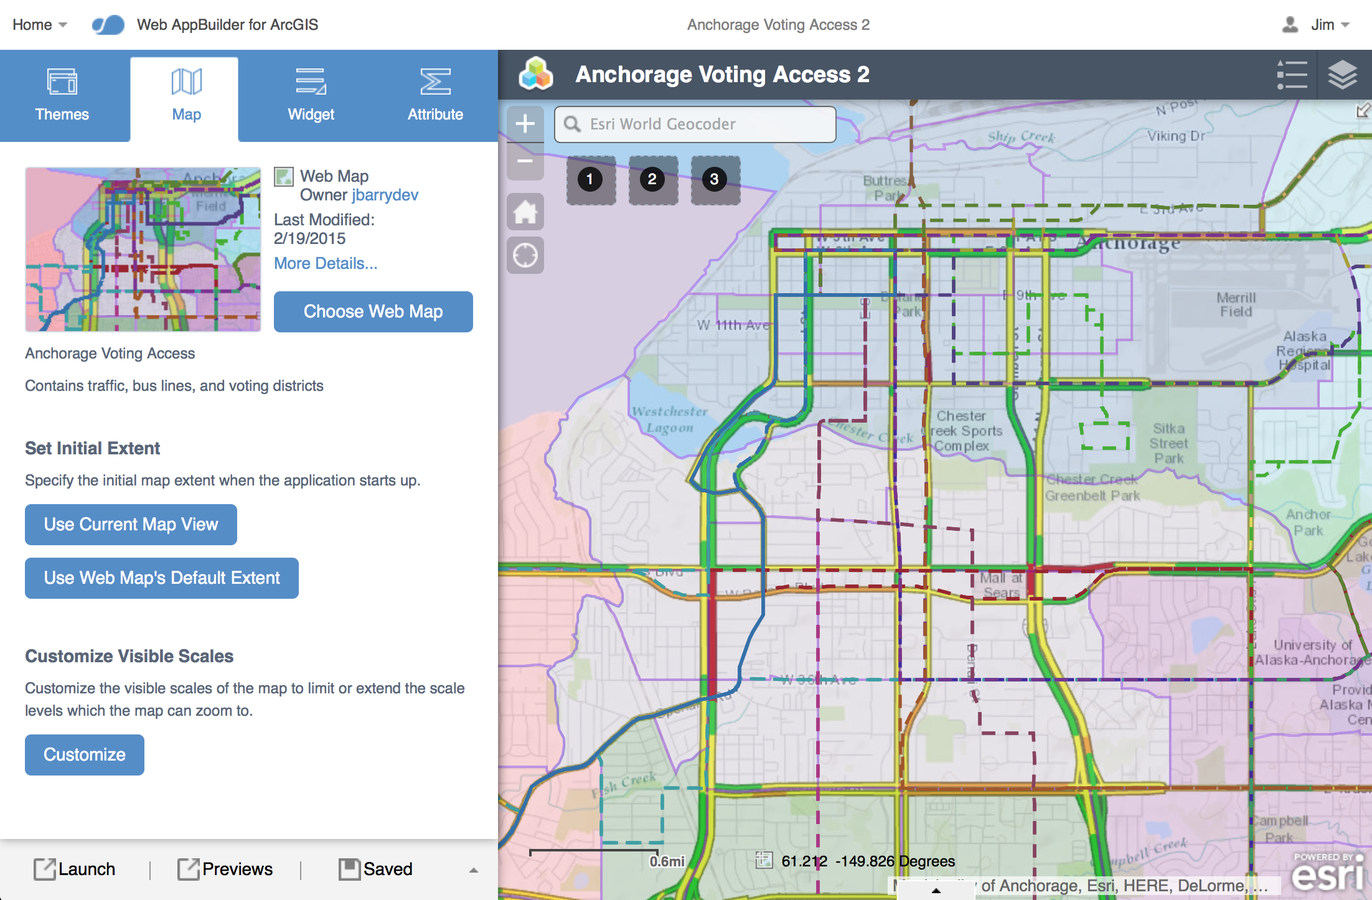 Home
Web AppBuilder for ArcGIS
Anchorage Voting Access 2
Jim
Themes
Map
Widget
Attribute
Anchorage Voting Access 2
Esri World Geocoder
1
2
3
Field
Web Map
Owner jbarrydev
Last Modified:
2/19/2015
More Details...
Choose Web Map
Anchorage Voting Access
Contains traffic, bus lines, and voting districts
Set Initial Extent
Specify the initial map extent when the application starts up.
Use Current Map View
Use Web Map's Default Extent
Customize Visible Scales
Customize the visible scales of the map to limit or extend the scale
levels which the map can zoom to.
Customize
Launch
Previews
Saved
Ship Creek
Viking Dr
Buttress
Park
E 3rd Ave
Anchorage
W 11th Ave
Park
E 9th Ave
Merrill
Field
Alaska
Regional
Hospital
Westchester
Lagoon
Chester Creek
Chester
Creek Sports
Complex
Sitka
Street
Park
Chester Creek
Greenbelt Park
Anchor
Park
Mall at
Sears
University of
Alaska-Anchorage
Alaska M
Cen
W 36th Ave
Fish Creek
Campbell
Park
Campbell Creek
0.6mi
61.212 -149.826 Degrees
of Anchorage, Esri, HERE, DeLorme, ...
POWERED BY
esri